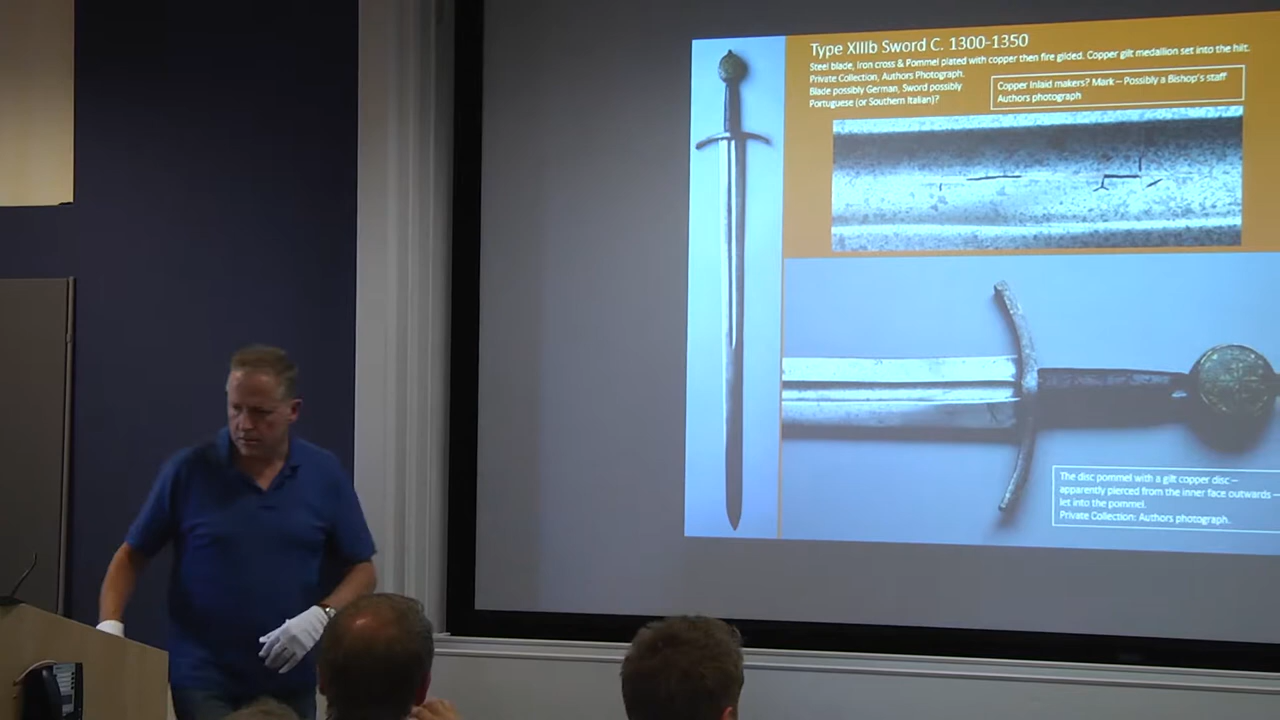 Type XIIIb Sword C. 1300-1350
Steel blade, Iron cross & Pommel plated with copper then fire gilded. Copper gilt medallion set into the hilt.
Private Collection, Authors Photograph.
Blade possibly German, Sword possibly
Portuguese (or Southern Italian)?
Copper Inlaid makers? Mark – Possibly a Bishop's staff
Authors photograph
The disc pommel with a gilt copper disc –
apparently pierced from the inner face outwards –
let into the pommel.
Private Collection: Authors photograph.